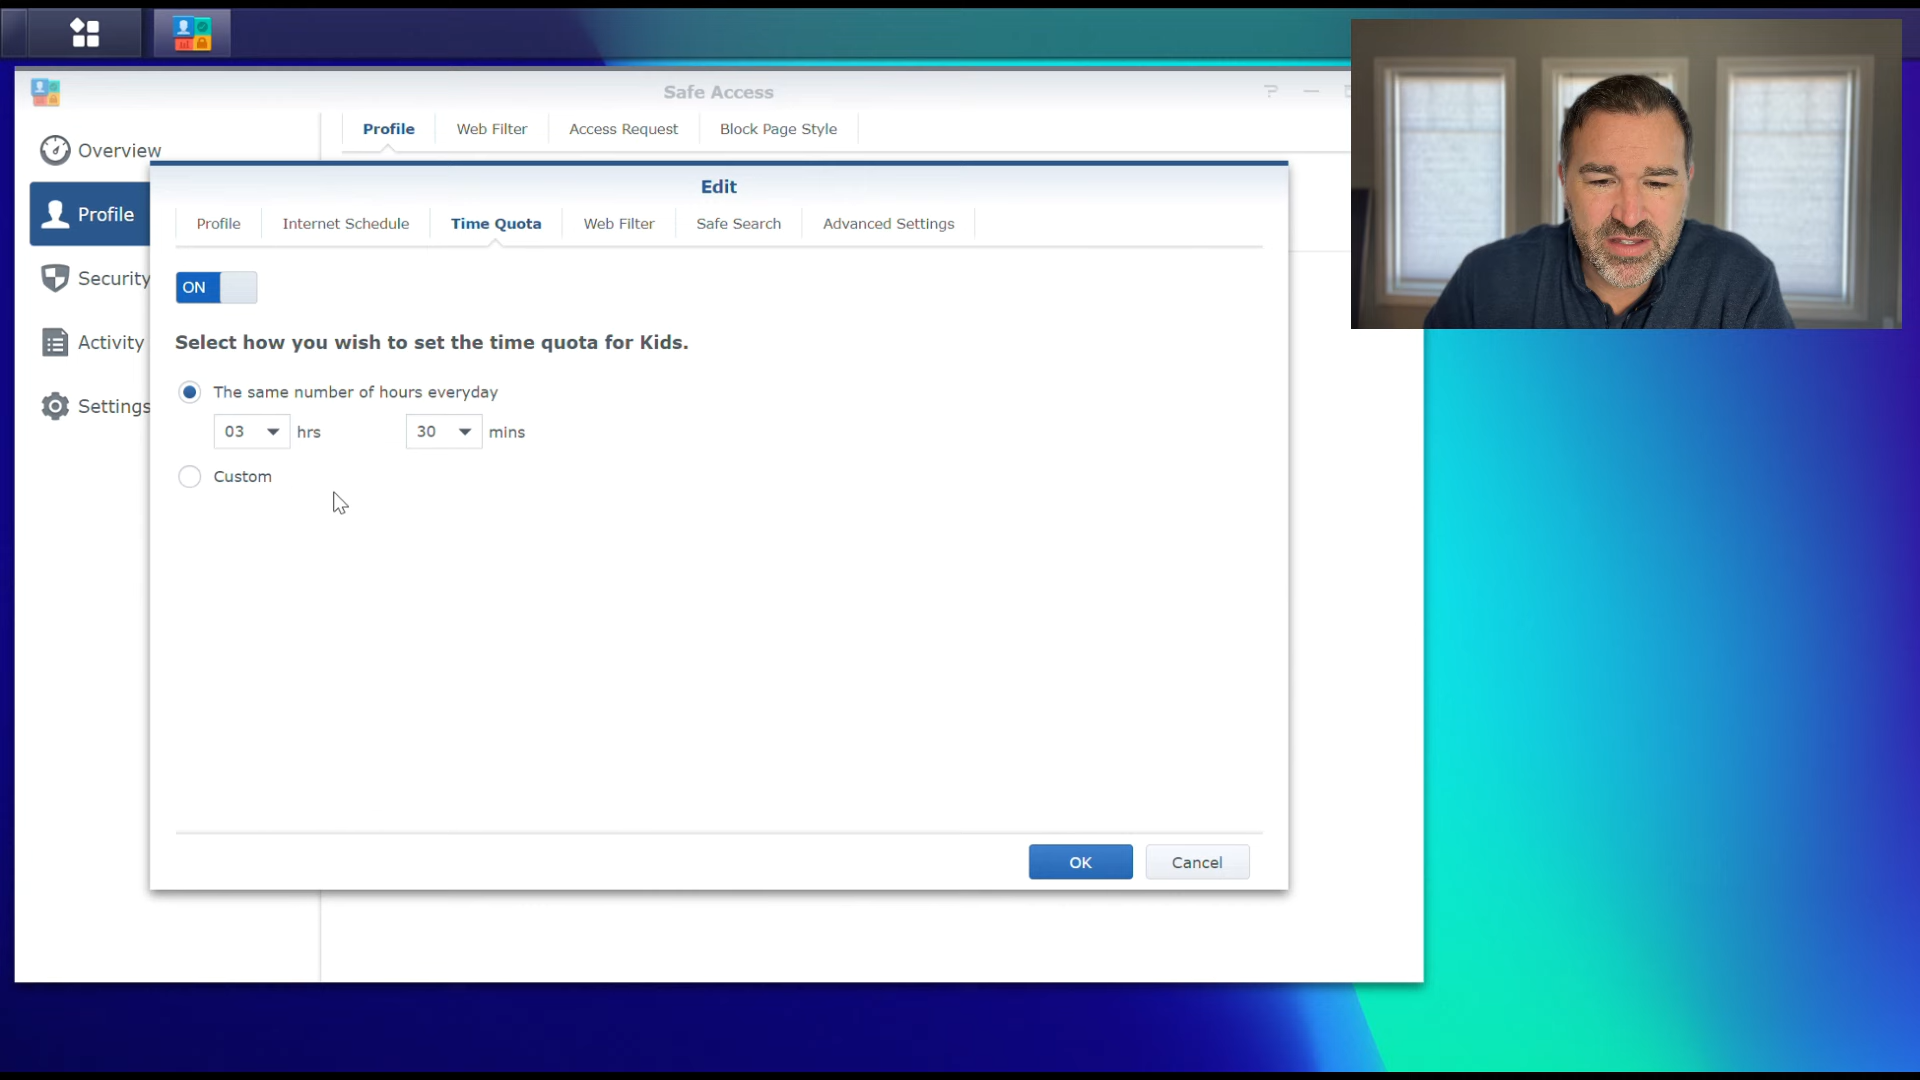 Safe Access
Overview
Profile
Security
Activity
Settings
Profile Web Filter Access Request Block Page Style
Edit
Profile Internet Schedule Time Quota Web Filter Safe Search Advanced Settings
ON
Select how you wish to set the time quota for Kids.
The same number of hours everyday
03 hrs 30 mins
Custom
OK Cancel